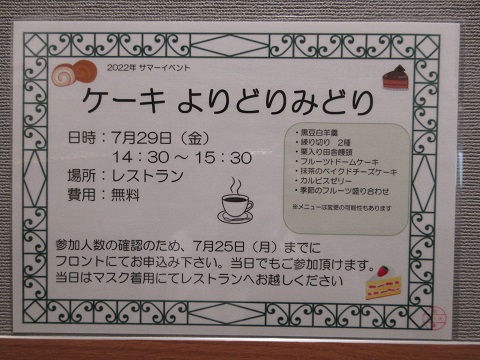 2022年 サマーイベント
ケーキ よりどりみどり
日時：7月29日（金）
14：30～15：30
場所：レストラン
費用：無料
・黒豆白羊羹
・練り切り 2種
・栗入り田舎饅頭
・フルーツトドームケーキ
・抹茶のベイクドチーズケーキ
・カルピスゼリー
・季節のフルーツ盛り合わせ
※メニューは変更の可能性もあります
参加人数の確認のため、7月25日（月）までに
フロントにてお申込み下さい。当日でもご参加頂けます。
当日はマスク着用にてレストランへお越しください